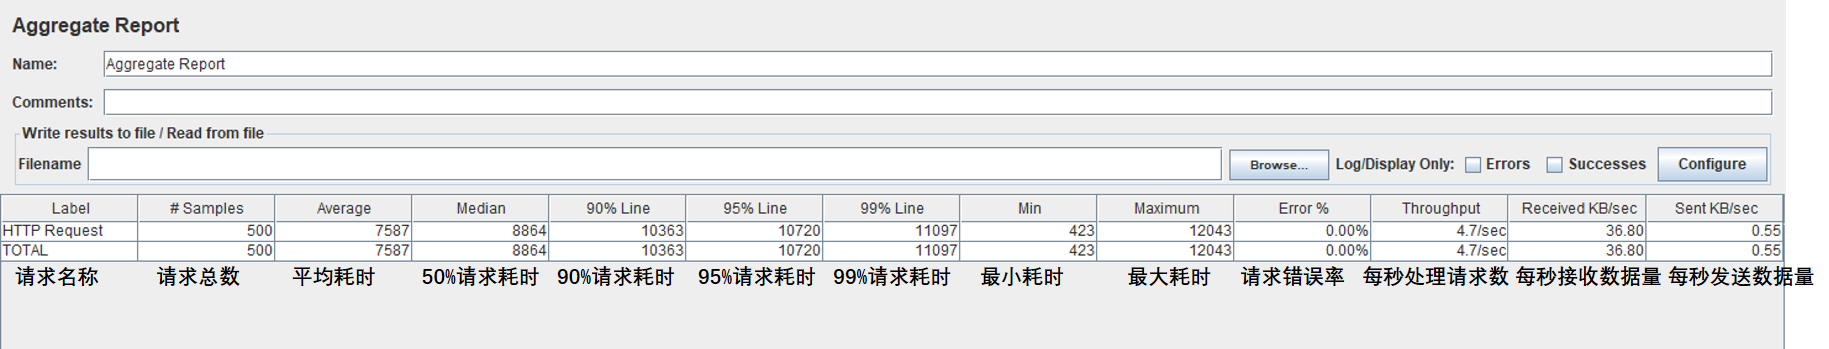 Aggregate Report
Name: Aggregate Report
Comments:
Write results to file / Read from file
Filename Browse... Log/Display Only: Errors Successes Configure
Label # Samples Average Median 90% Line 95% Line 99% Line Min Maximum Error % Throughput Received KB/sec Sent KB/sec
HTTP Request 500 7587 8864 10363 10720 11097 423 12043 0.00% 4.7/sec 36.80 0.55
TOTAL 500 7587 8864 10363 10720 11097 423 12043 0.00% 4.7/sec 36.80 0.55
请求名称 请求总数 平均耗时 50%请求耗时 90%请求耗时 95%请求耗时 99%请求耗时 最小耗时 最大耗时 请求错误率 每秒处理请求数 每秒接收数据量 每秒发送数据量